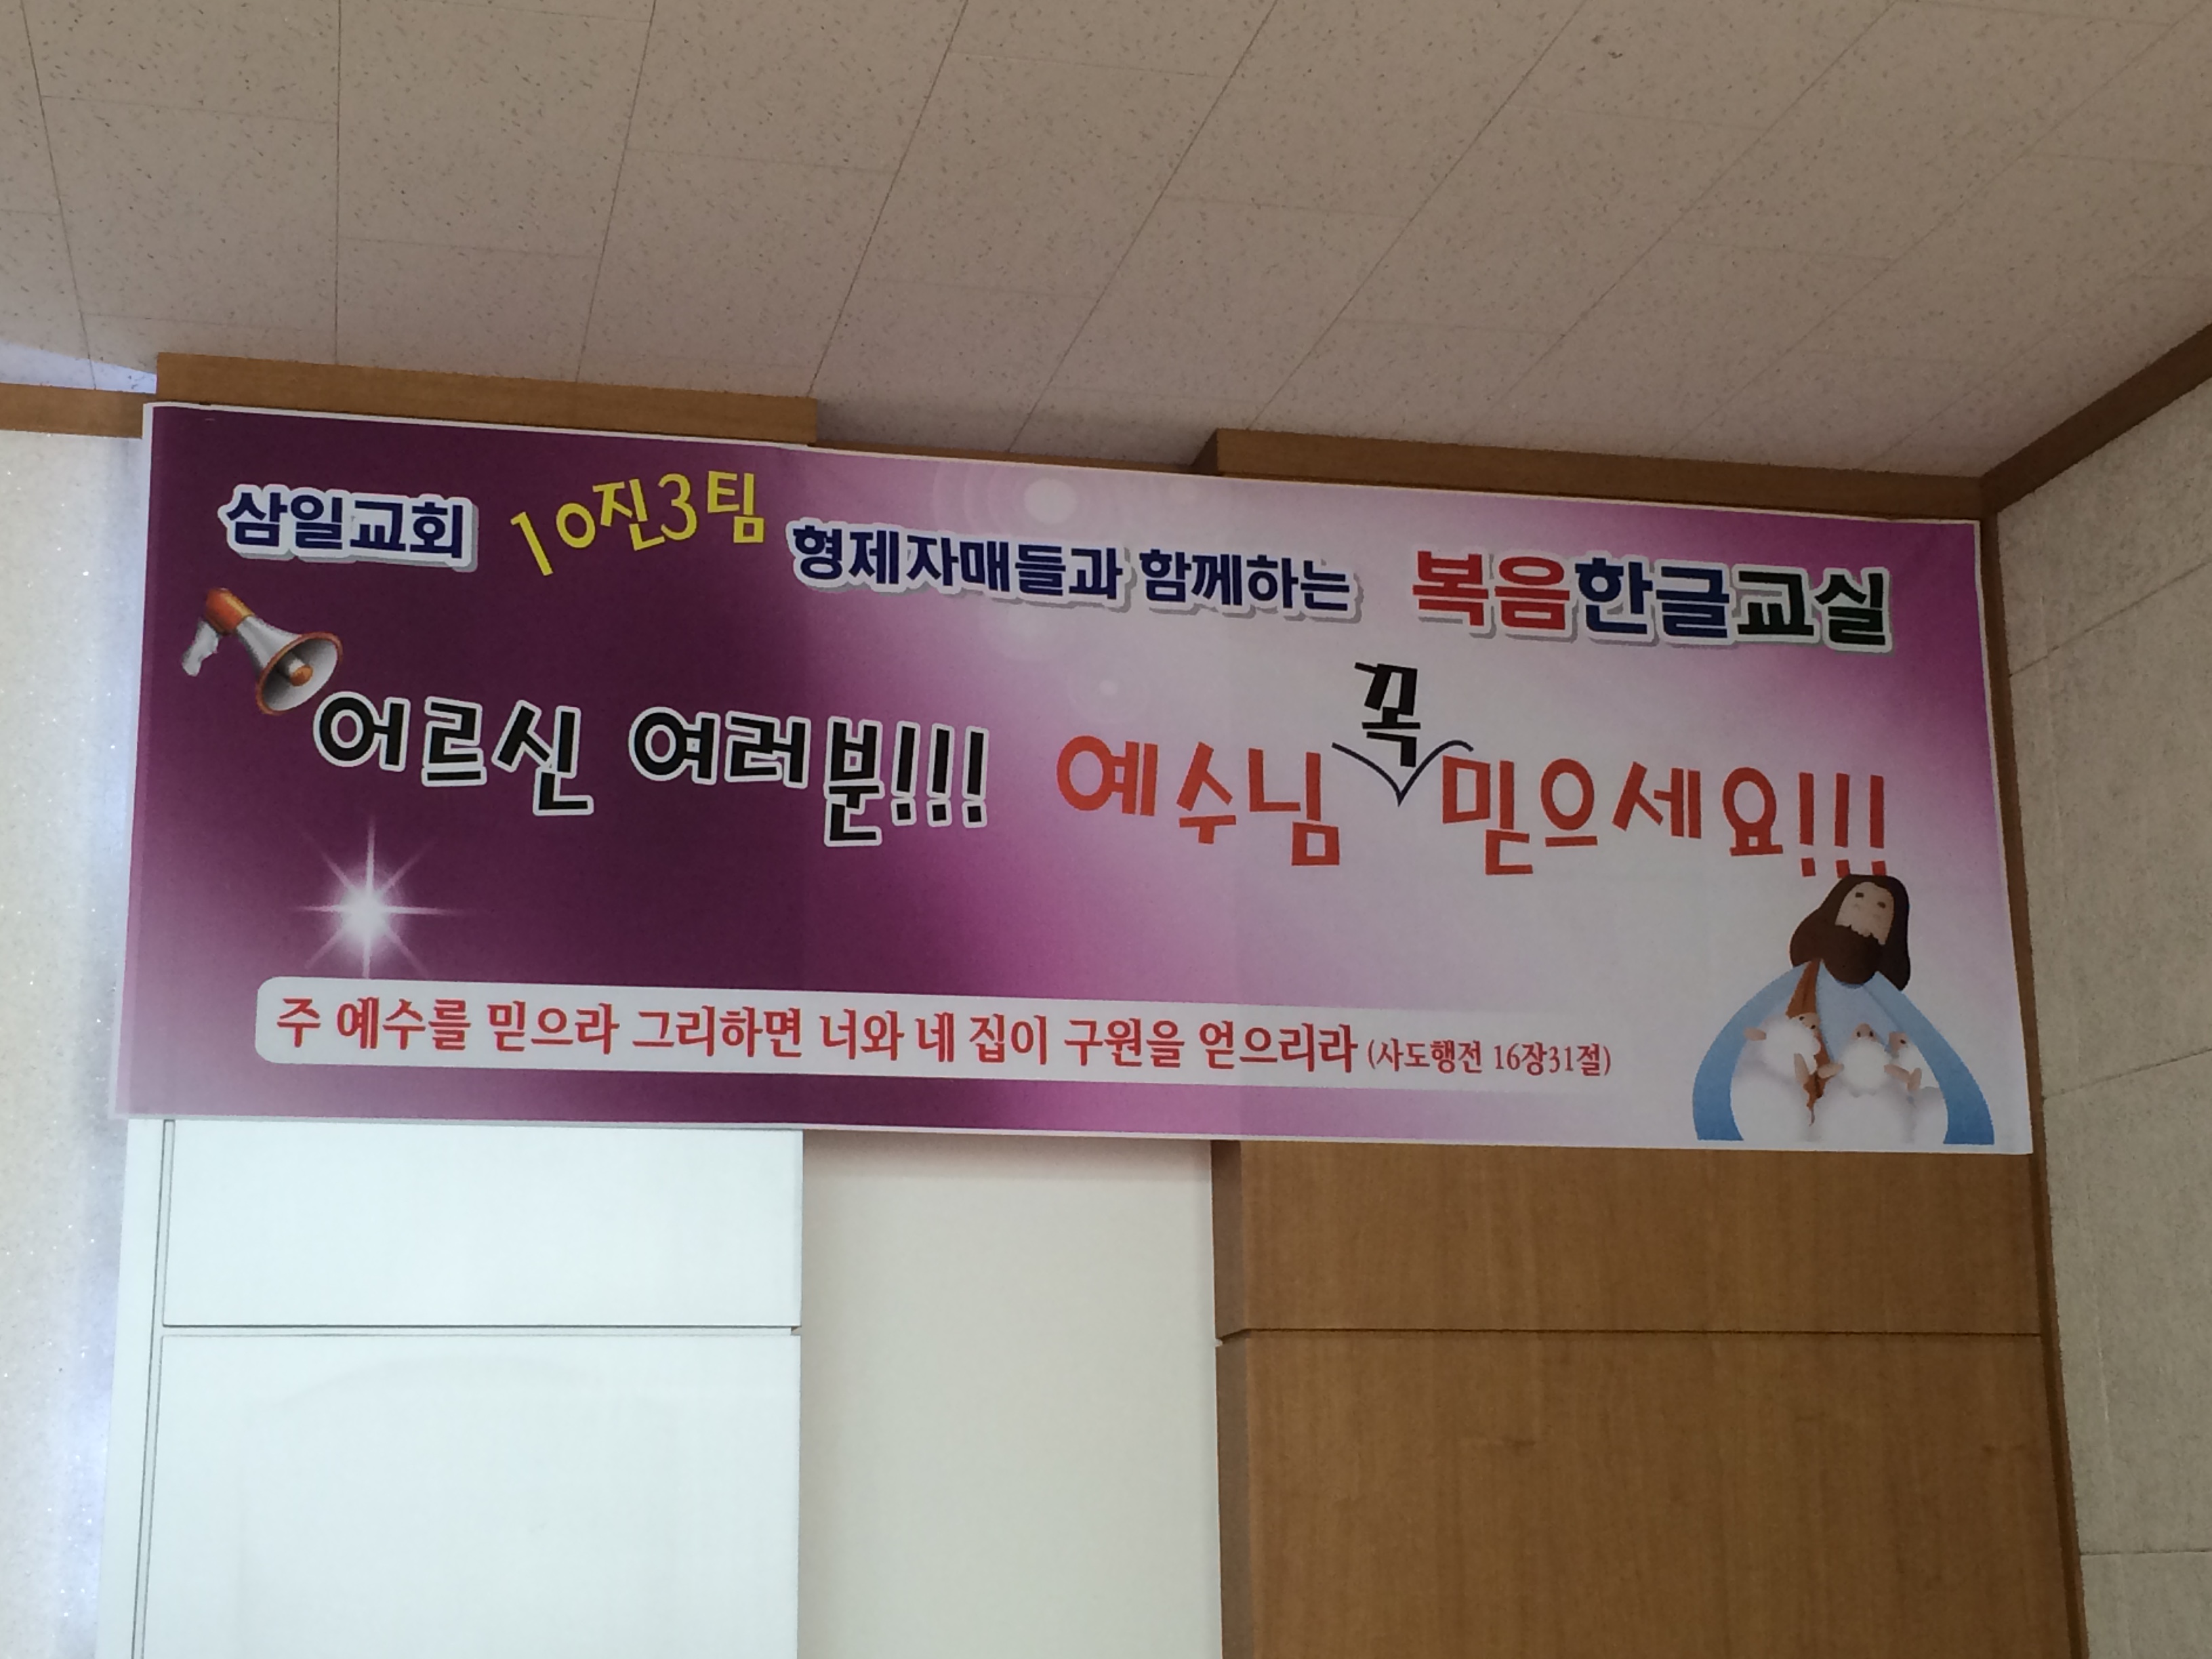 삼일교회 10진3팀 형제자매들과 함께하는 복음한글교실
어르신 여러분!!! 예수님 꼭 믿으세요!!!
주 예수를 믿으라 그리하면 너와 네 집이 구원을 얻으리라 (사도행전 16장31절)